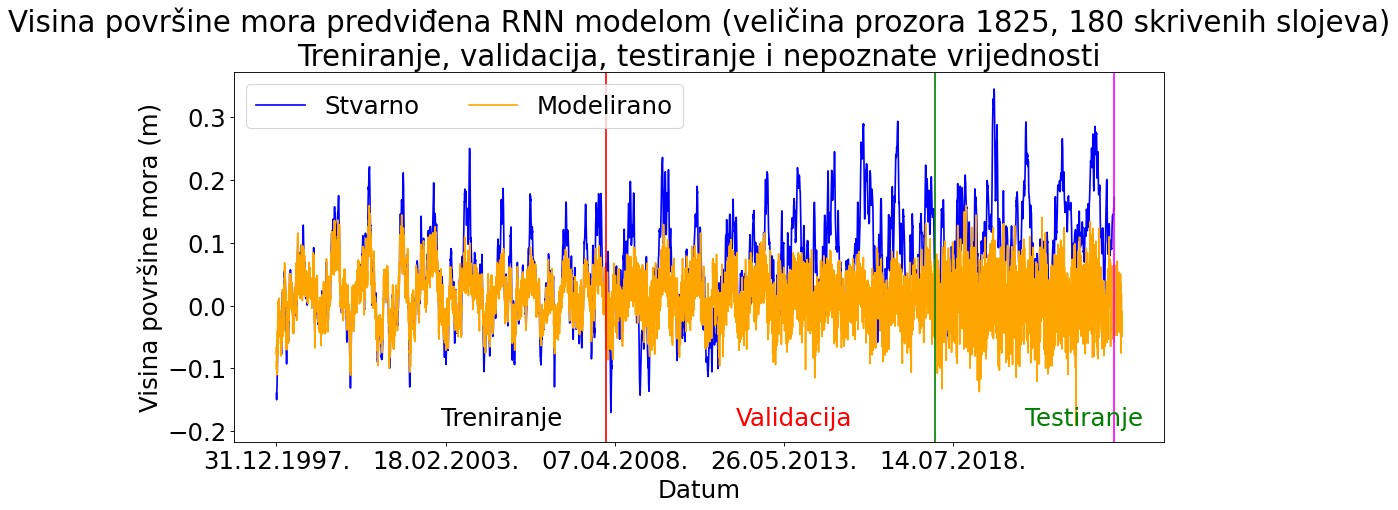 Visina površine mora predviđena RNN modelom (veličina prozora 1825, 180 skrivenih slojeva)
Treniranje, validacija, testiranje i nepoznate vrijednosti
Stvarno Modelirano
Visina površine mora (m)
0.3
0.2
0.1
0.0
−0.1
−0.2
Treniranje Validacija Testiranje
31.12.1997. 18.02.2003. 07.04.2008. 26.05.2013. 14.07.2018.
Datum